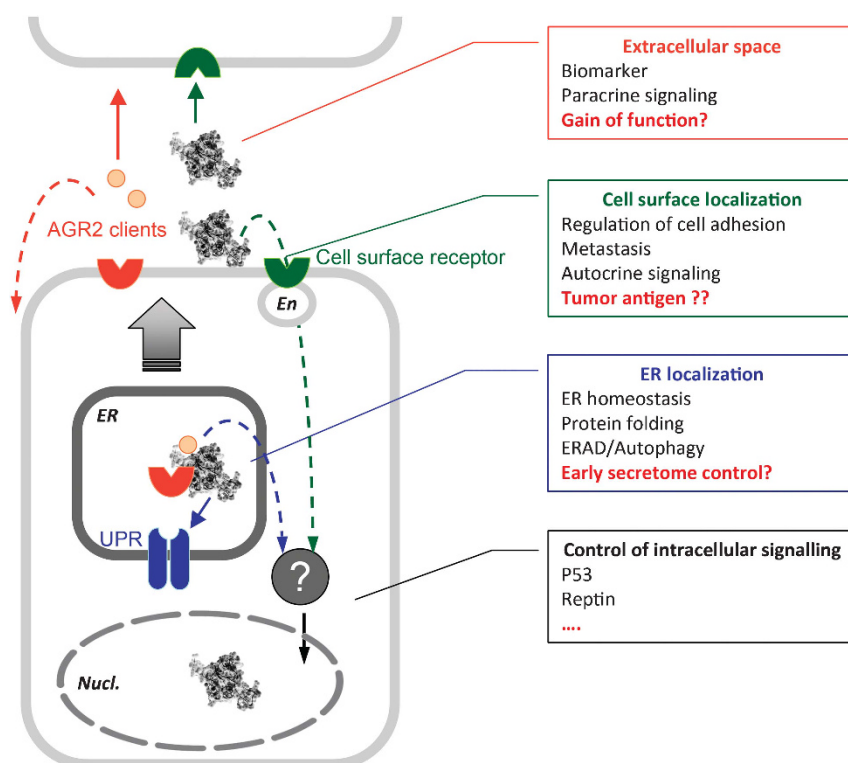 AGR2 clients
Cell surface receptor
En
ER
UPR
?
Nucl.
Extracellular space
Biomarker
Paracrine signaling
Gain of function?
Cell surface localization
Regulation of cell adhesion
Metastasis
Autocrine signaling
Tumor antigen ??
ER localization
ER homeostasis
Protein folding
ERAD/Autophagy
Early secretome control?
Control of intracellular signalling
P53
Reptin
....